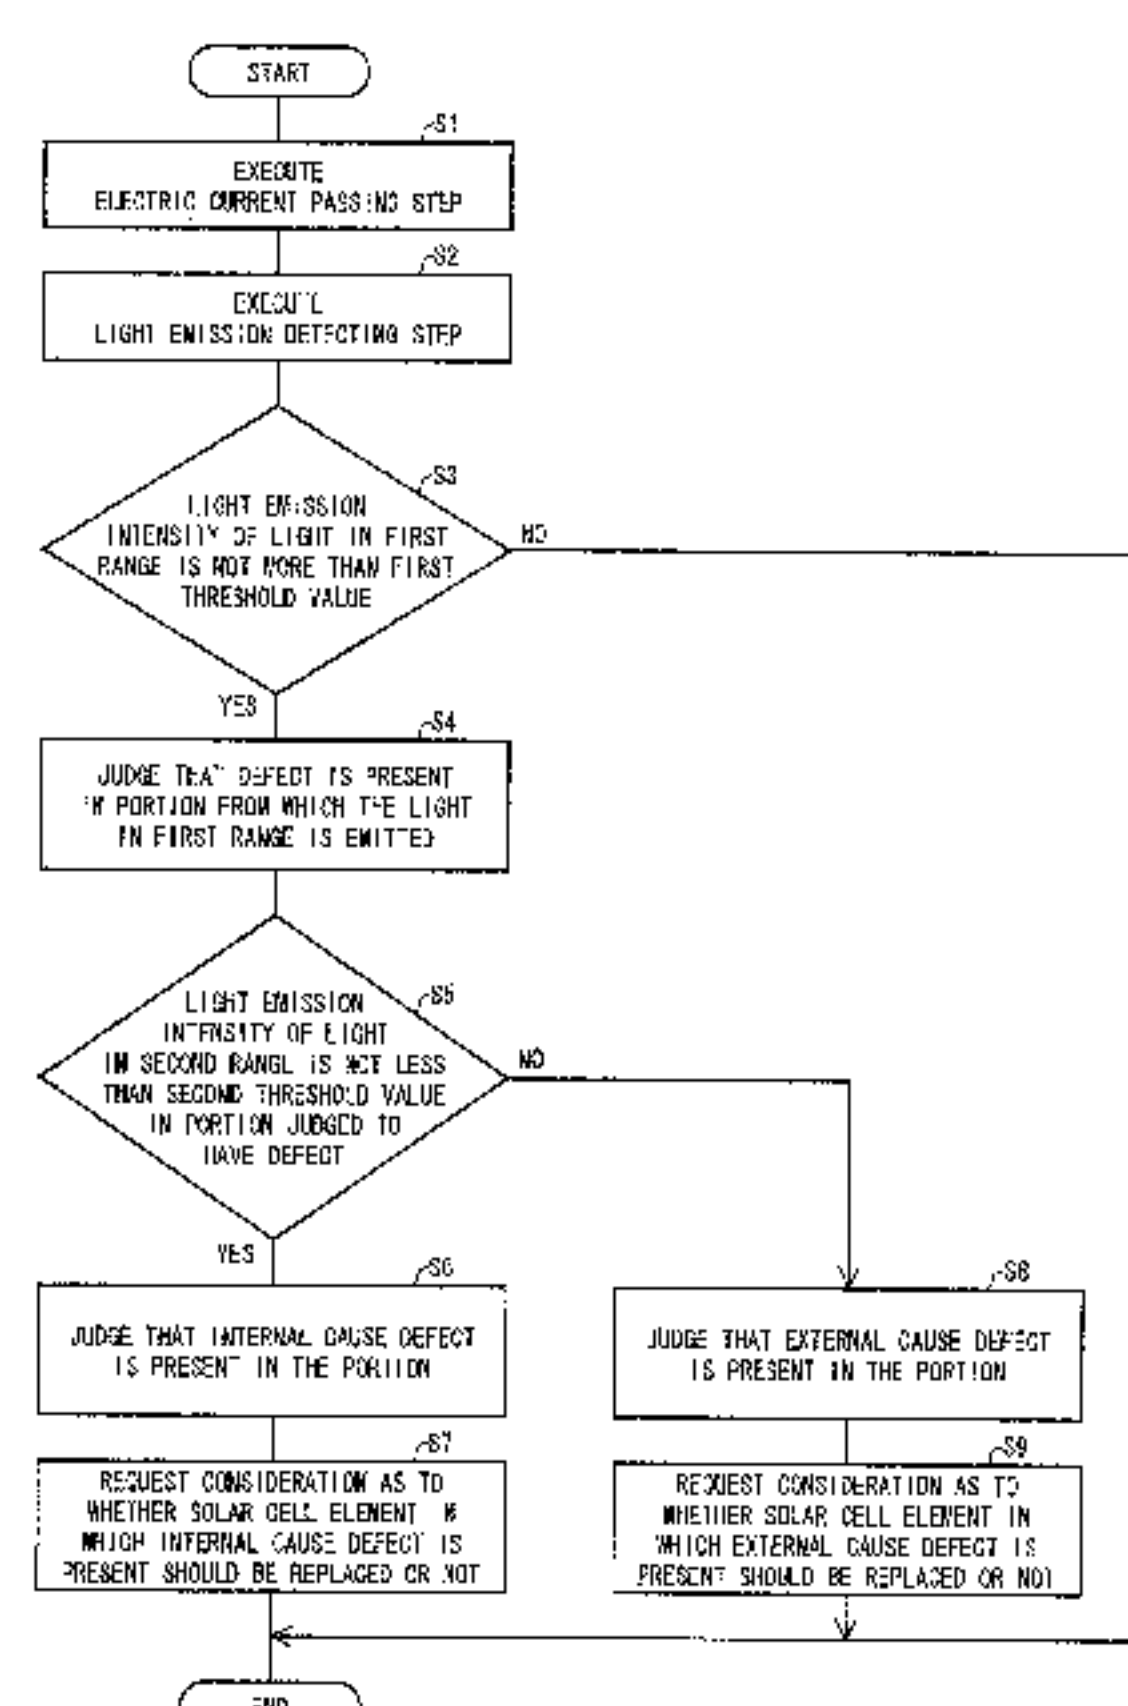 START
S1
EXECUTE
ELECTRIC CURRENT PASSING STEP
S2
EXECUTE
LIGHT EMISSION DETECTING STEP
S3
LIGHT EMISSION
INTENSITY OF LIGHT IN FIRST
RANGE IS NOT MORE THAN FIRST
THRESHOLD VALUE
NO
YES
S4
JUDGE THAT DEFECT IS PRESENT
IN PORTION FROM WHICH THE LIGHT
IN FIRST RANGE IS EMITTED
S5
LIGHT EMISSION
INTENSITY OF LIGHT
IN SECOND RANGE IS NOT LESS
THAN SECOND THRESHOLD VALUE
IN PORTION JUDGED TO
HAVE DEFECT
NO
YES
S6
JUDGE THAT INTERNAL CAUSE DEFECT
IS PRESENT IN THE PORTION
S8
JUDGE THAT EXTERNAL CAUSE DEFECT
IS PRESENT IN THE PORTION
S7
REQUEST CONSIDERATION AS TO
WHETHER SOLAR CELL ELEMENT IN
WHICH INTERNAL CAUSE DEFECT IS
PRESENT SHOULD BE REPLACED OR NOT
S9
REQUEST CONSIDERATION AS TO
WHETHER SOLAR CELL ELEMENT IN
WHICH EXTERNAL CAUSE DEFECT IS
PRESENT SHOULD BE REPLACED OR NOT
END